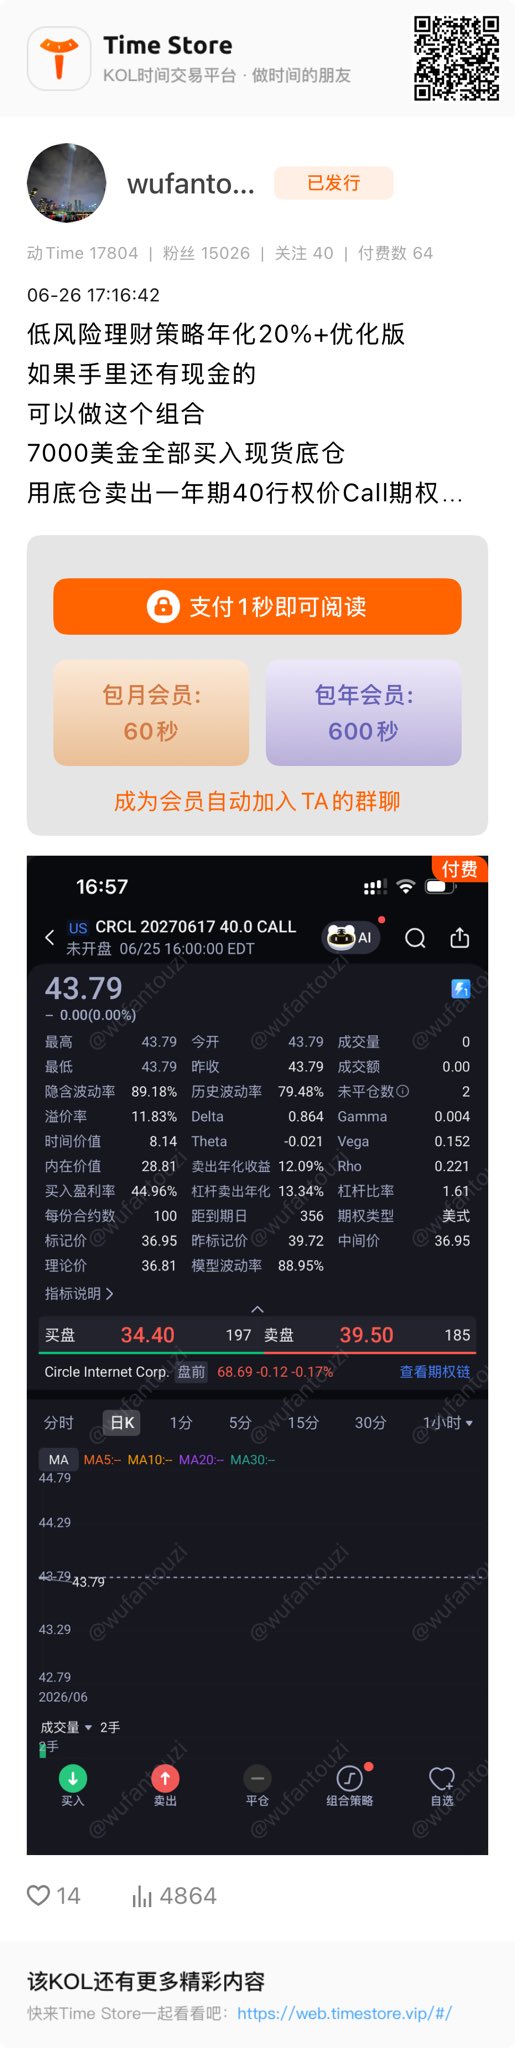 Time Store
KOL时间交易平台 · 做时间的朋友
wufanto... 已发行
动Time 17804 | 粉丝 15026 | 关注 40 | 付费数 64
06-26 17:16:42
低风险理财策略年化20%+优化版
如果手里还有现金的
可以做这个组合
7000美金全部买入现货底仓
用底仓卖出一年期40行权价Call期权...
支付1秒即可阅读
包月会员: 包年会员:
60秒 600秒
成为会员自动加入TA的群聊
付费
16:57
US CRCL 20270617 40.0 CALL AI
未开盘 06/25 16:00:00 EDT
43.79
– 0.00(0.00%)
最高 43.79 今开 43.79 成交量 0
最低 43.79 昨收 43.79 成交额 0.00
隐含波动率 89.18% 历史波动率 79.48% 未平仓数 2
溢价率 11.83% Delta 0.864 Gamma 0.004
时间价值 8.14 Theta -0.021 Vega 0.152
内在价值 28.81 卖出年化收益 12.09% Rho 0.221
买入盈利率 44.96% 杠杆卖出年化 13.34% 杠杆比率 1.61
每份合约数 100 距到期日 356 期权类型 美式
标记价 36.95 昨标记价 39.72 中间价 36.95
理论价 36.81 模型波动率 88.95%
指标说明
买盘 34.40 197 卖盘 39.50 185
Circle Internet Corp. 盘前 68.69 -0.12 -0.17% 查看期权链
分时 日K 1分 5分 15分 30分 1小时
MA MA5:-- MA10:-- MA20:-- MA30:--
44.79
44.29
43.79 43.79
43.29
42.79
2026/06
成交量 2手
2手
买入 卖出 平仓 组合策略 自选
@wufantouzi
14 4864
该KOL还有更多精彩内容
快来Time Store一起看看吧：https://web.timestore.vip/#/